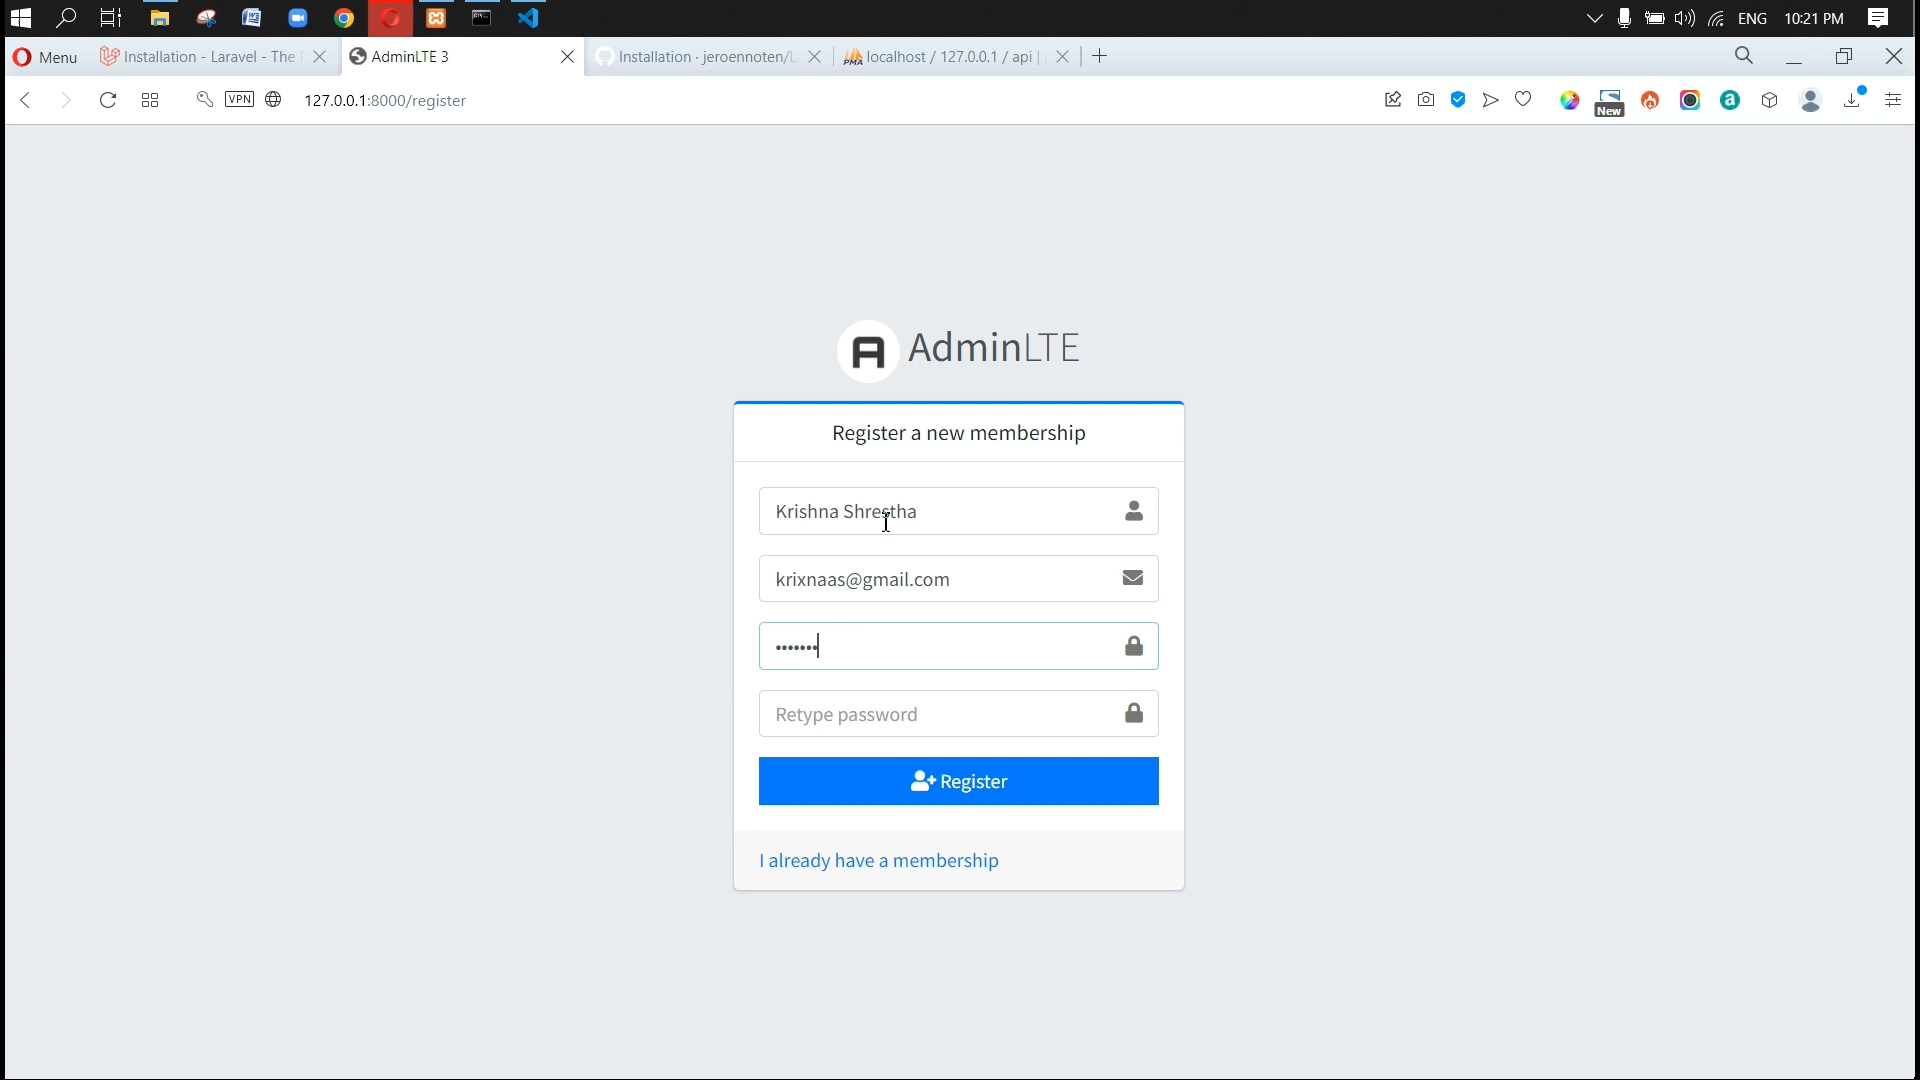 ENG 10:21 PM
Menu Installation - Laravel - The AdminLTE 3 Installation · jeroennoten/L PMA localhost / 127.0.0.1 / api |
VPN 127.0.0.1:8000/register New a
A AdminLTE
Register a new membership
Krishna Shrestha
krixnaas@gmail.com
•••••••
Retype password
Register
I already have a membership